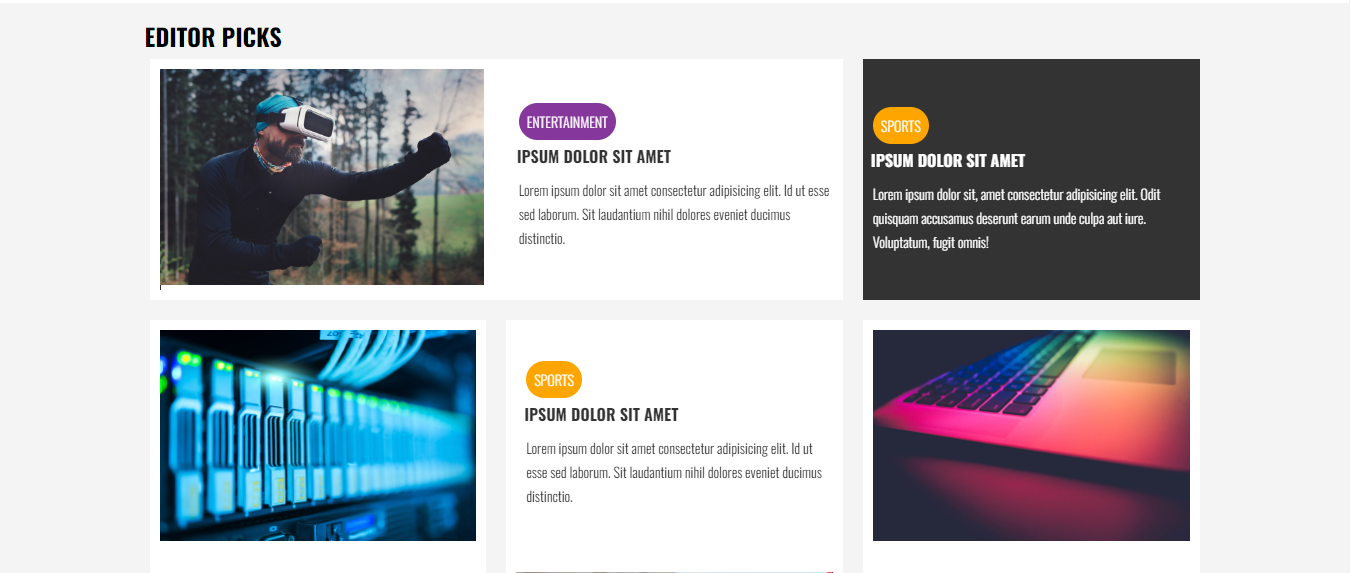 EDITOR PICKS
ENTERTAINMENT
IPSUM DOLOR SIT AMET
Lorem ipsum dolor sit amet consectetur adipisicing elit. Id ut esse
sed laborum. Sit laudantium nihil dolores eveniet ducimus
distinctio.
SPORTS
IPSUM DOLOR SIT AMET
Lorem ipsum dolor sit, amet consectetur adipisicing elit. Odit
quisquam accusamus deserunt earum unde culpa aut iure.
Voluptatum, fugit omnis!
SPORTS
IPSUM DOLOR SIT AMET
Lorem ipsum dolor sit amet consectetur adipisicing elit. Id ut
esse sed laborum. Sit laudantium nihil dolores eveniet ducimus
distinctio.